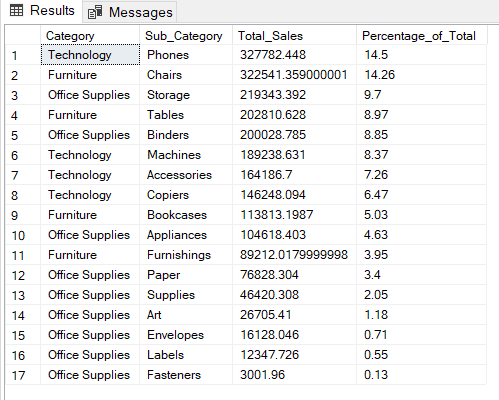 Results Messages
Category Sub_Category Total_Sales Percentage_of_Total
1 Technology Phones 327782.448 14.5
2 Furniture Chairs 322541.359000001 14.26
3 Office Supplies Storage 219343.392 9.7
4 Furniture Tables 202810.628 8.97
5 Office Supplies Binders 200028.785 8.85
6 Technology Machines 189238.631 8.37
7 Technology Accessories 164186.7 7.26
8 Technology Copiers 146248.094 6.47
9 Furniture Bookcases 113813.1987 5.03
10 Office Supplies Appliances 104618.403 4.63
11 Furniture Furnishings 89212.0179999998 3.95
12 Office Supplies Paper 76828.304 3.4
13 Office Supplies Supplies 46420.308 2.05
14 Office Supplies Art 26705.41 1.18
15 Office Supplies Envelopes 16128.046 0.71
16 Office Supplies Labels 12347.726 0.55
17 Office Supplies Fasteners 3001.96 0.13